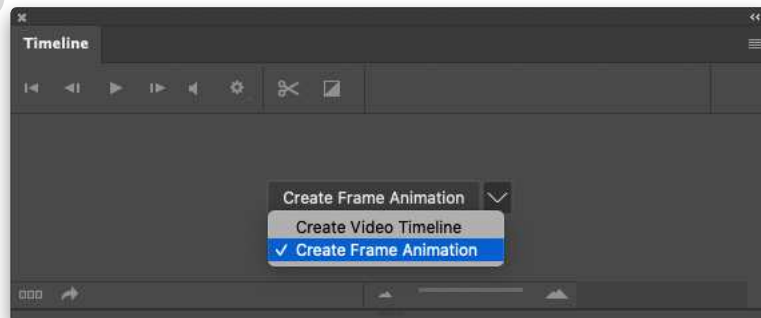 Timeline
Create Frame Animation
Create Video Timeline
✓ Create Frame Animation